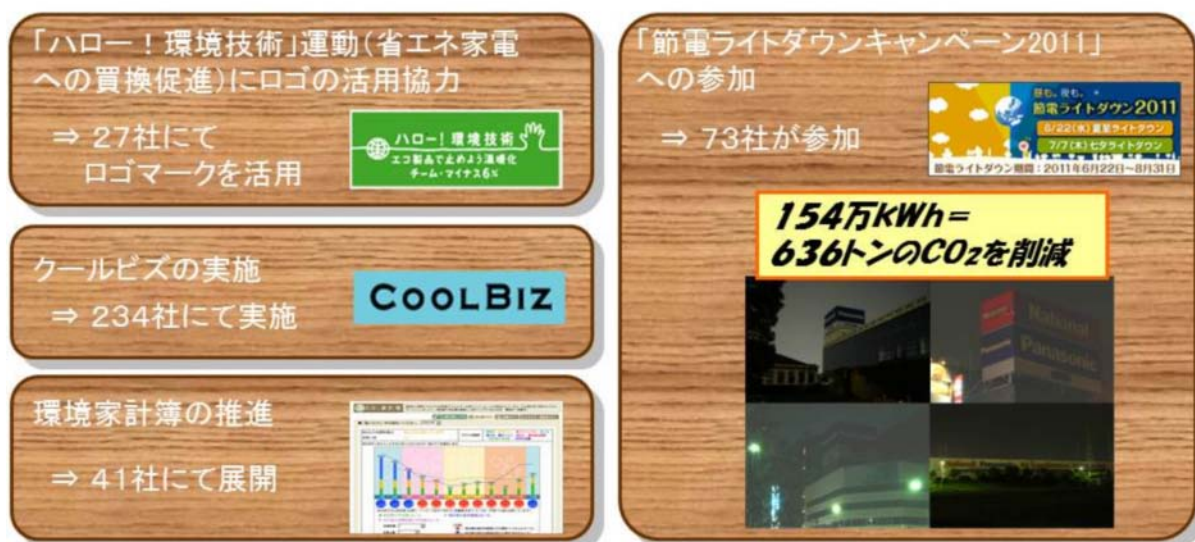 「ハロー！環境技術」運動(省エネ家電
への買換促進)にロゴの活用協力
⇒ 27社にて
ロゴマークを活用
ハロー！環境技術
エコ製品で止めよう温暖化
チーム・マイナス6%
クールビズの実施
⇒ 234社にて実施
COOLBIZ
環境家計簿の推進
⇒ 41社にて展開
「節電ライトダウンキャンペーン2011」
への参加
⇒ 73社が参加
昼も。夜も。
節電ライトダウン2011
6/22(水)夏至ライトダウン
7/7(木)七夕ライトダウン
節電ライトダウン期間：2011年6月22日～8月31日
154万kWh＝
636トンのCO2を削減
National
Panasonic
Panasonic